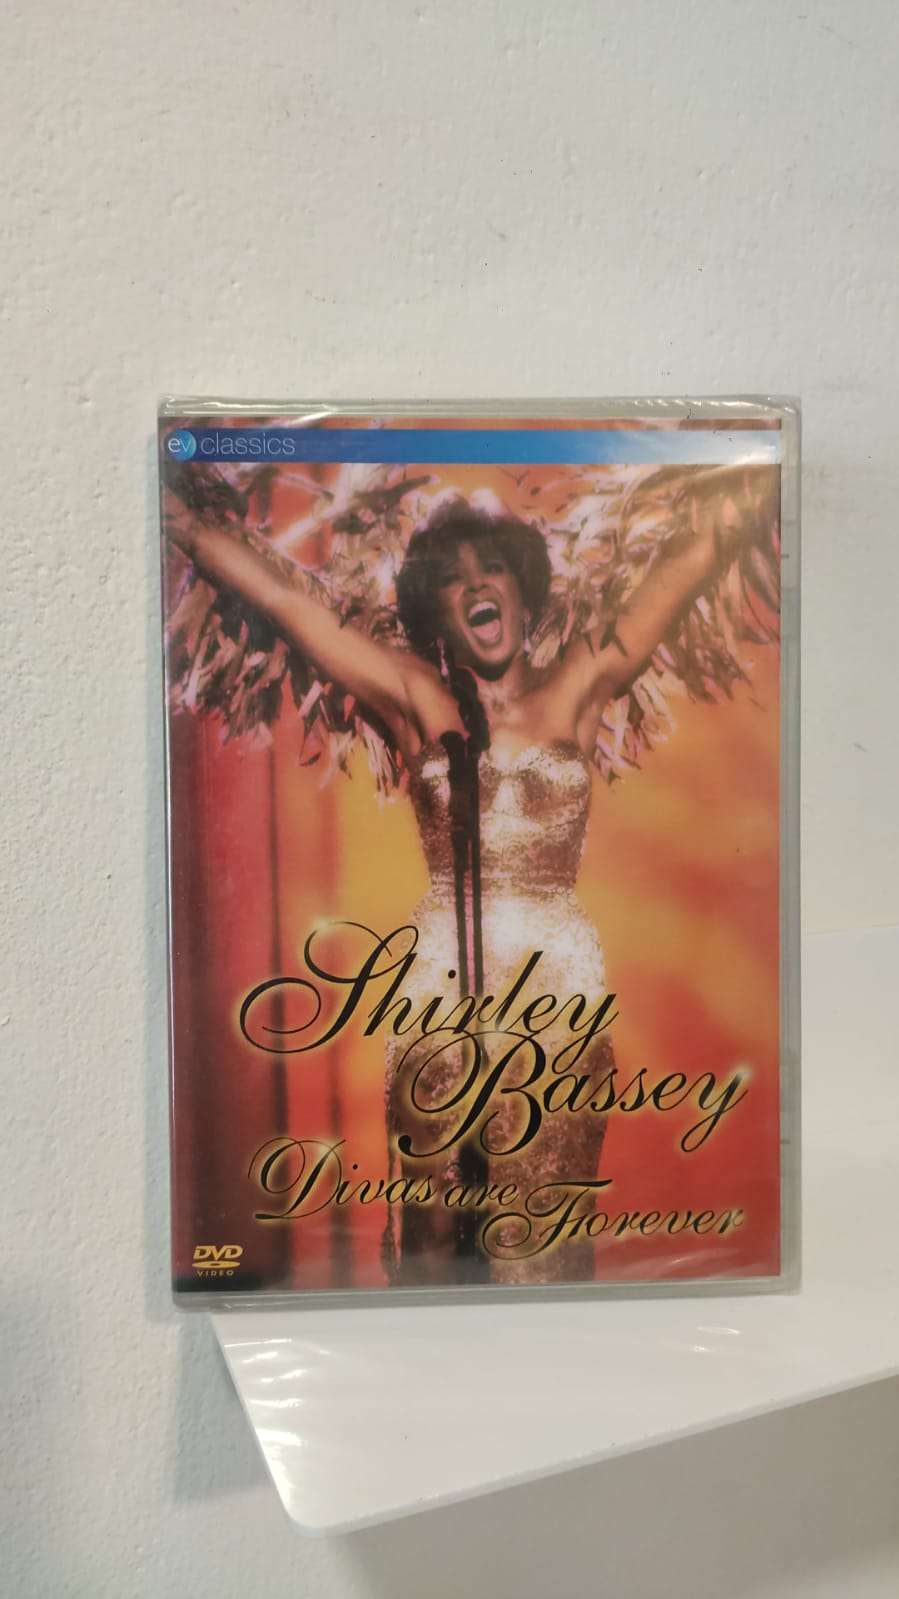 ev classics
Shirley
Bassey
Divas are Forever
DVD
VIDEO